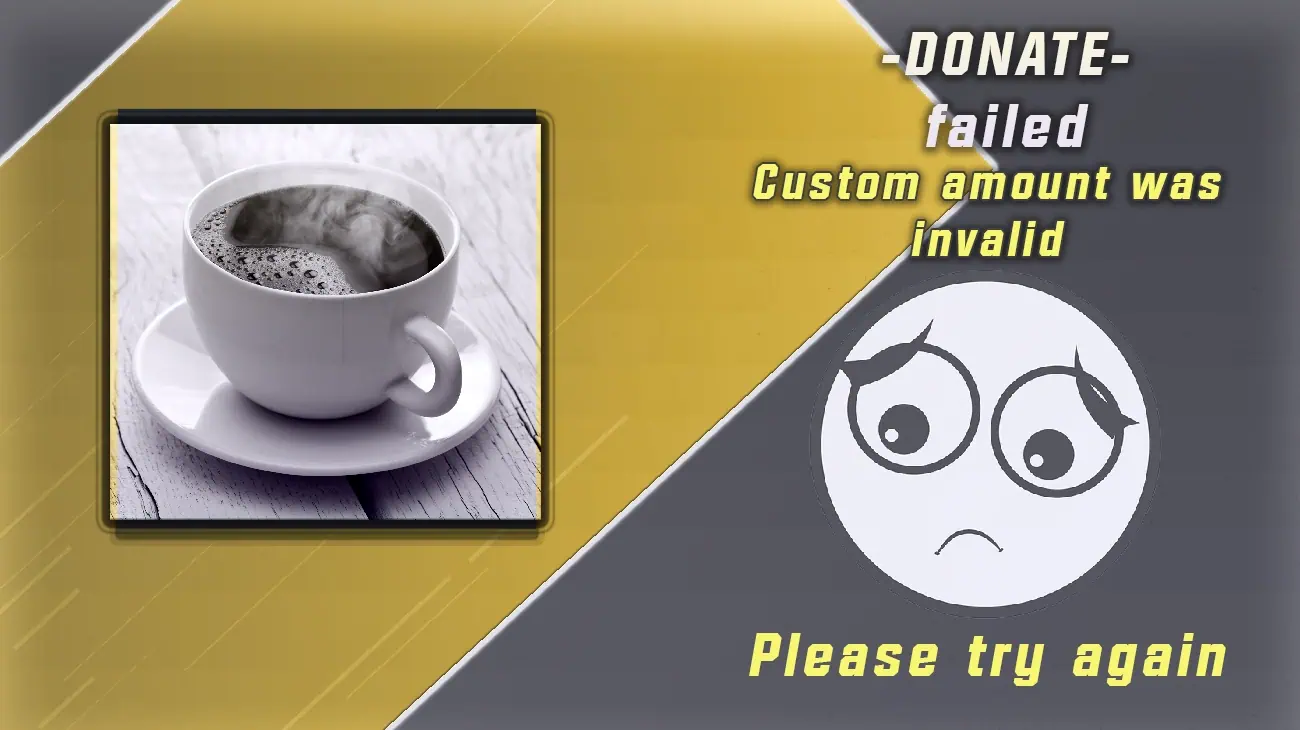 -DONATE-
failed
Custom amount was
invalid
Please try again